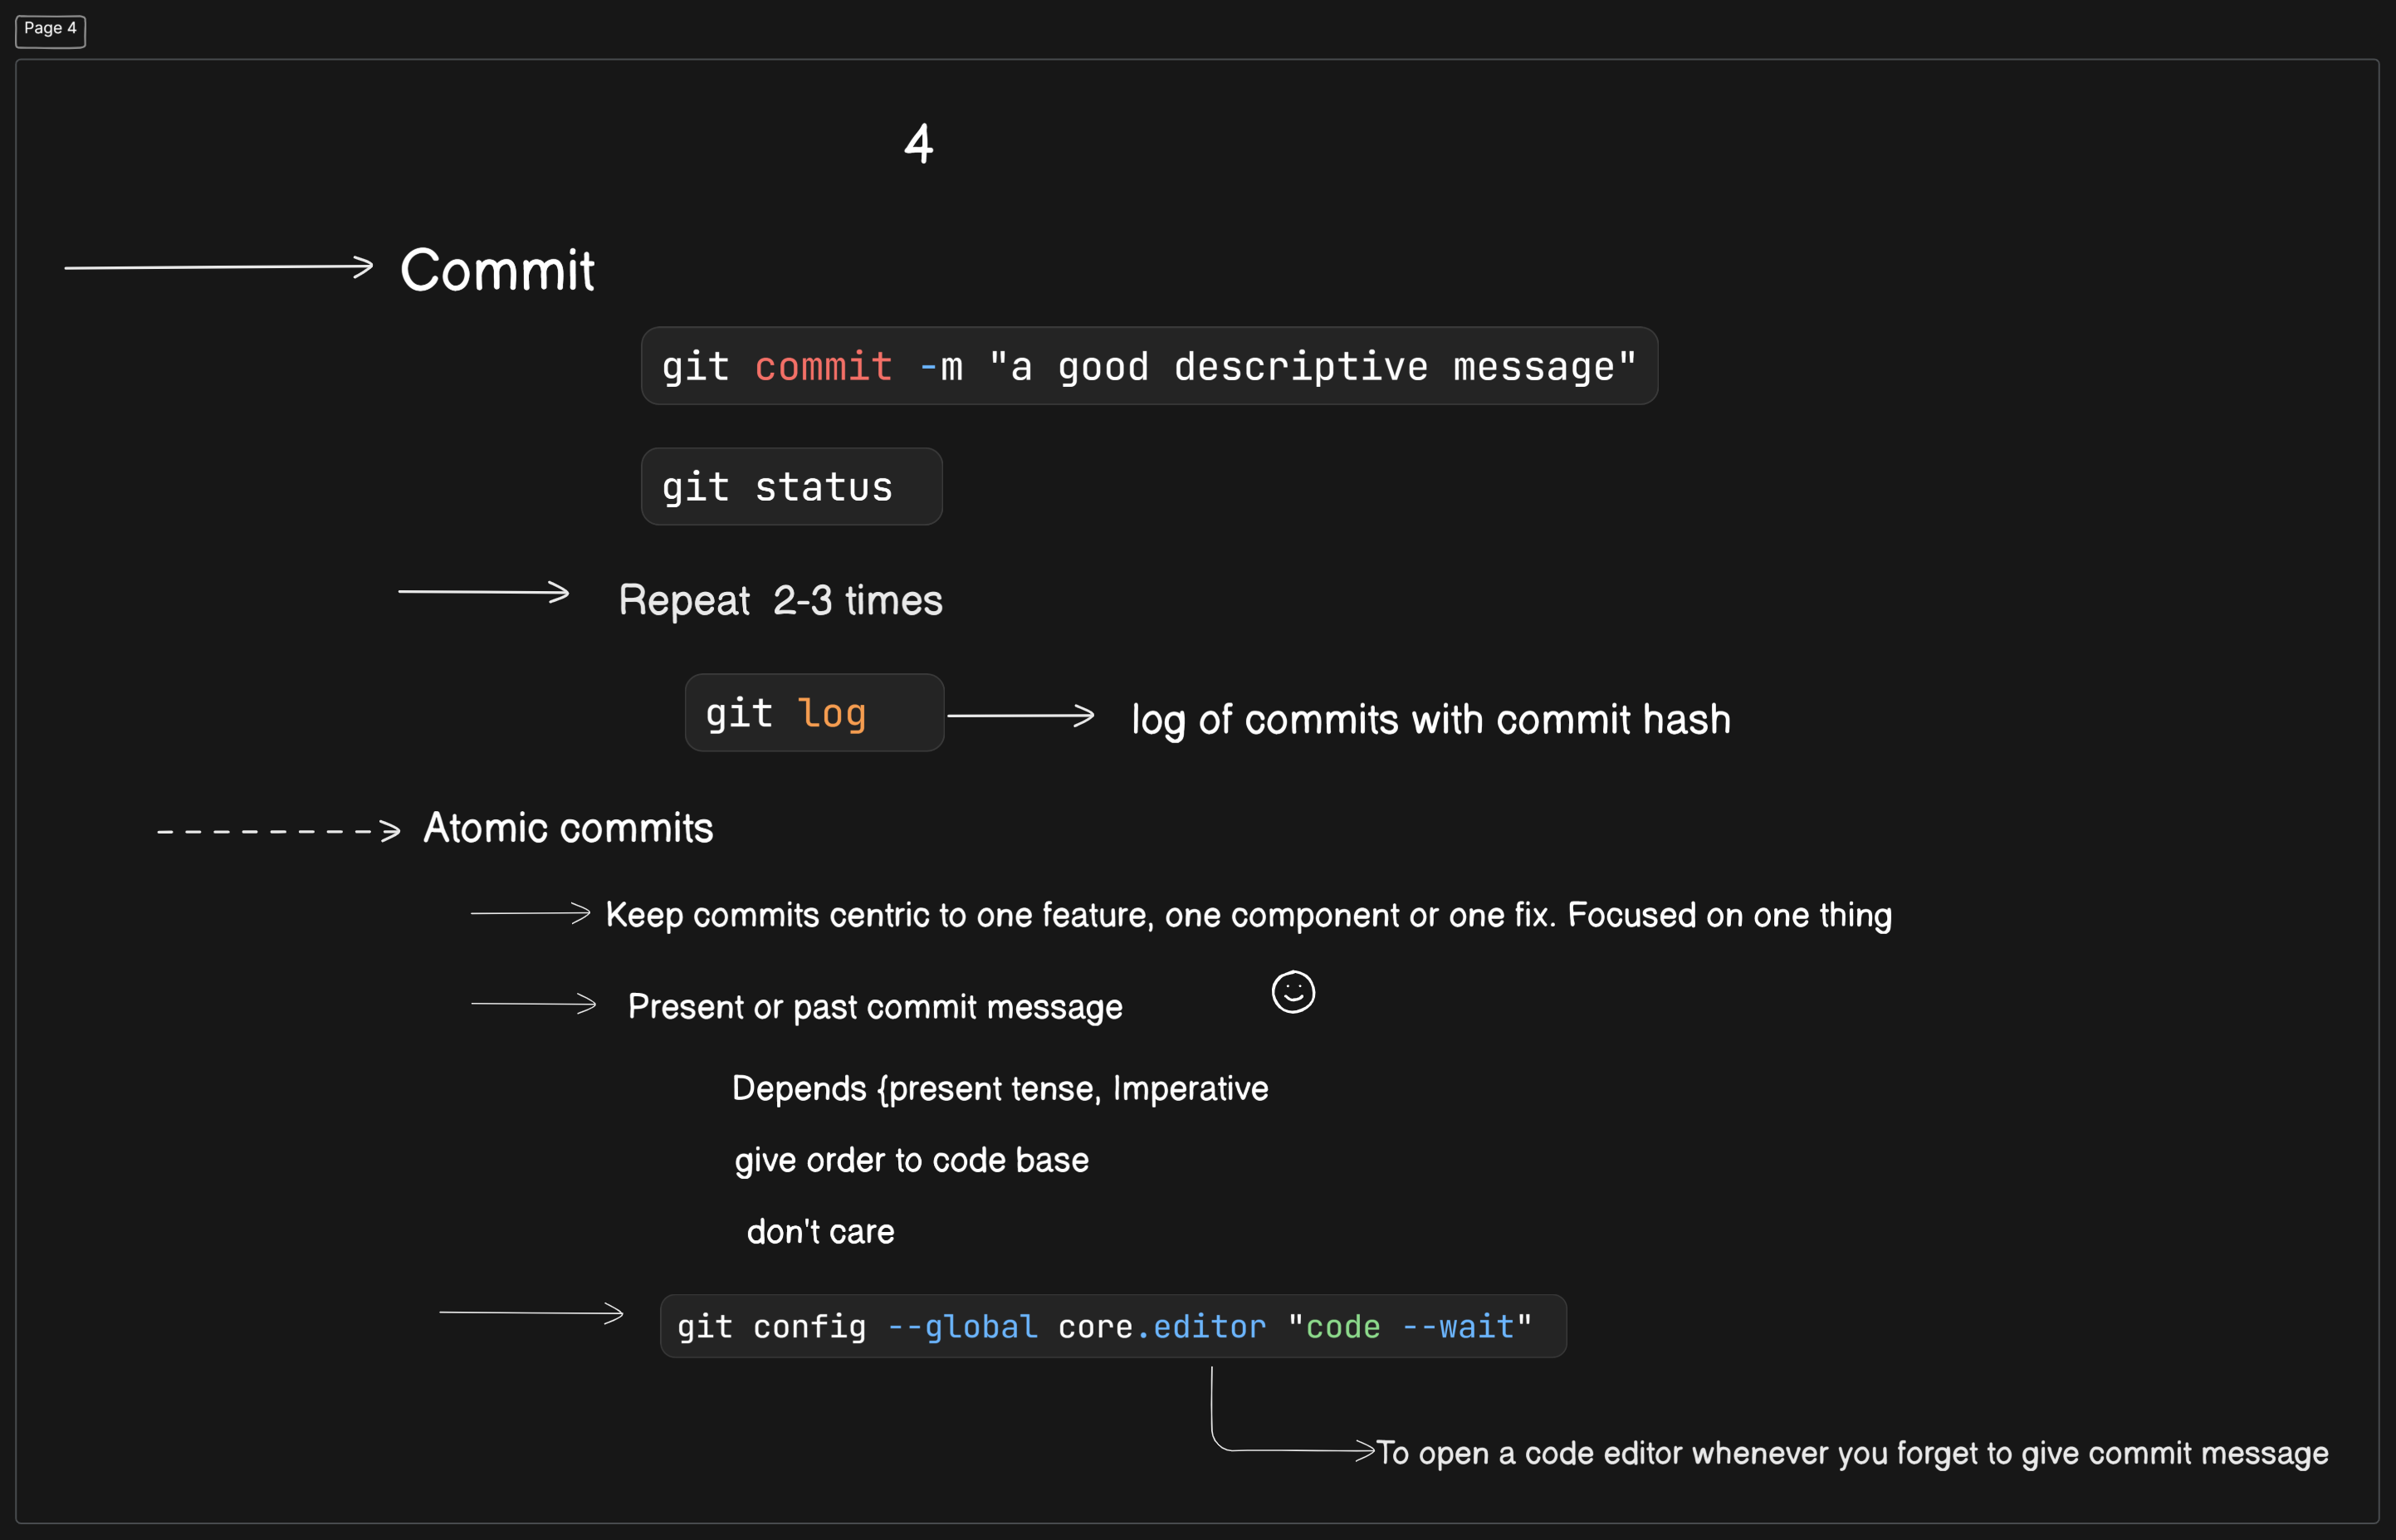 Page 4
4
Commit
git commit -m "a good descriptive message"
git status
Repeat 2-3 times
git log
log of commits with commit hash
Atomic commits
Keep commits centric to one feature, one component or one fix. Focused on one thing
Present or past commit message
Depends {present tense, Imperative
give order to code base
don't care
git config --global core.editor "code --wait"
To open a code editor whenever you forget to give commit message